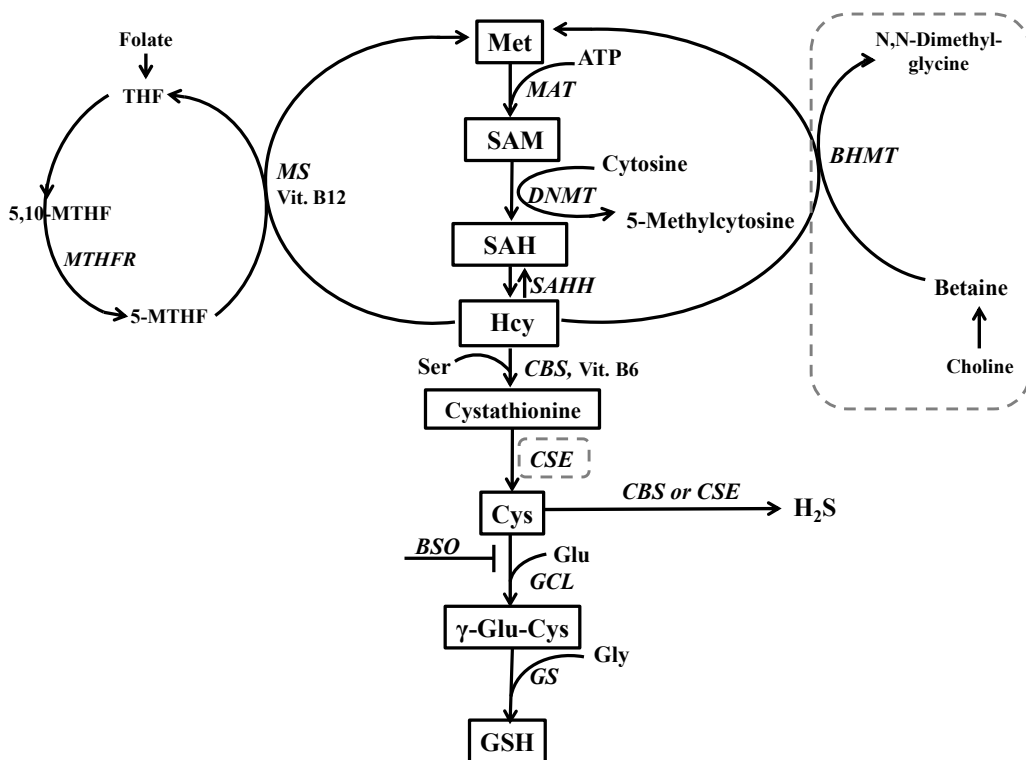 Folate
THF
5,10-MTHF
MTHFR
5-MTHF
MS
Vit. B12
Met
ATP
MAT
SAM
Cytosine
DNMT
5-Methylcytosine
SAH
SAHH
Hcy
Ser
CBS, Vit. B6
Cystathionine
CSE
Cys
CBS or CSE
H₂S
BSO
Glu
GCL
γ-Glu-Cys
Gly
GS
GSH
N,N-Dimethyl-
glycine
BHMT
Betaine
Choline